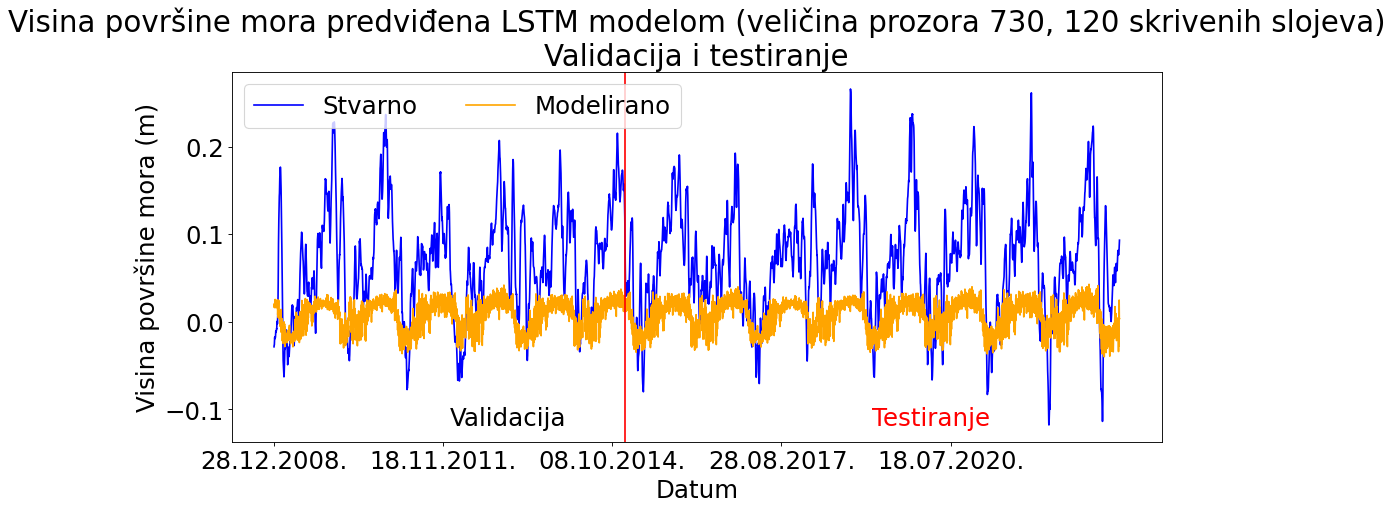 Visina površine mora predviđena LSTM modelom (veličina prozora 730, 120 skrivenih slojeva)
Validacija i testiranje
Stvarno
Modelirano
Visina površine mora (m)
0.2
0.1
0.0
−0.1
Validacija
Testiranje
28.12.2008.
18.11.2011.
08.10.2014.
28.08.2017.
18.07.2020.
Datum